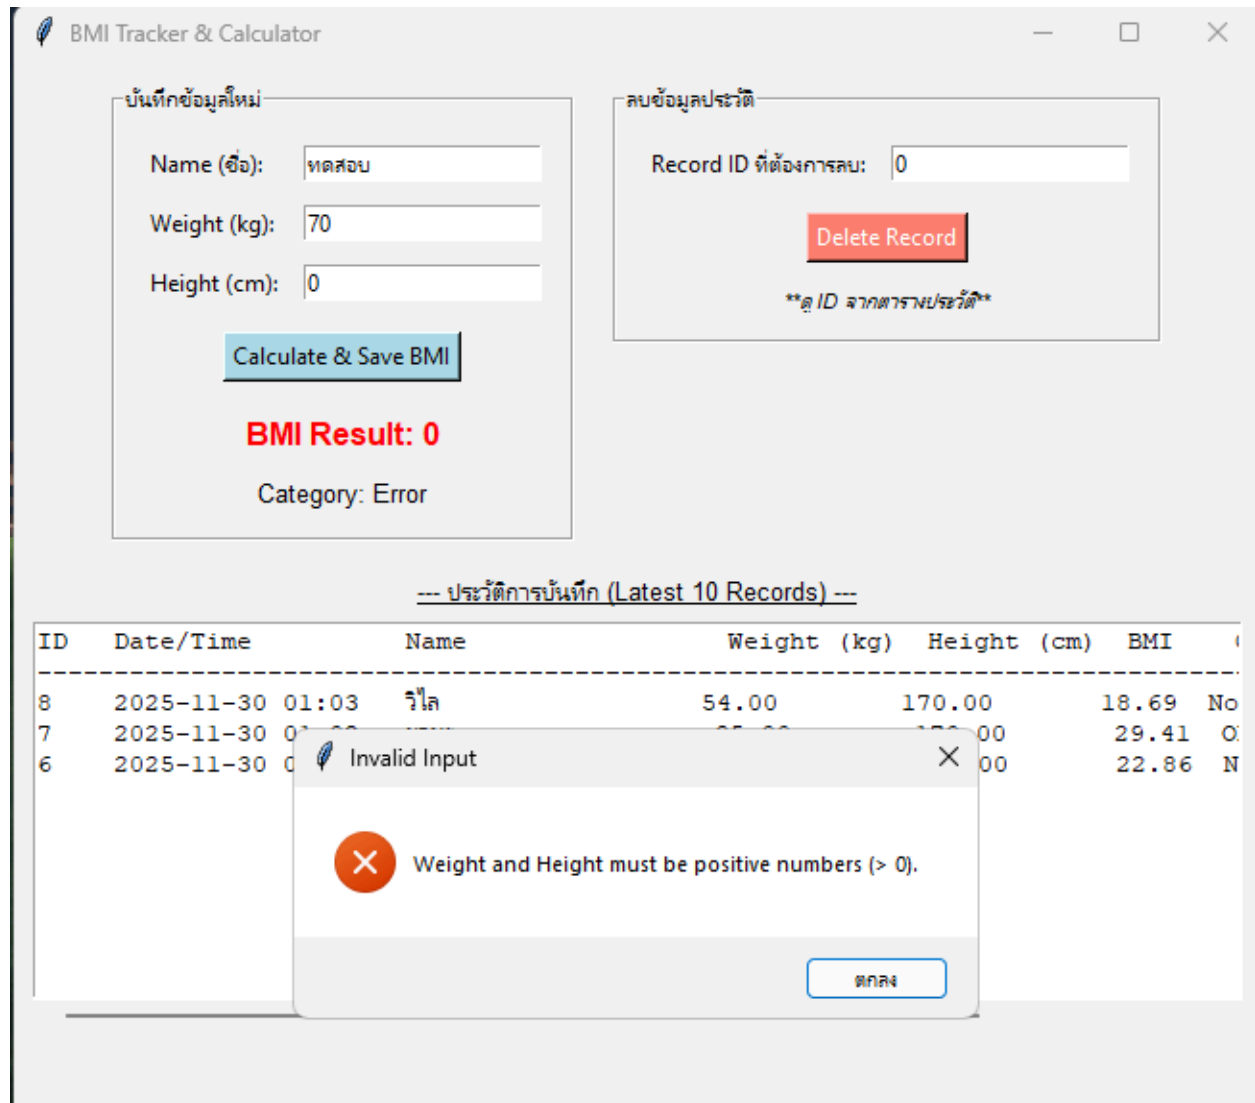 BMI Tracker & Calculator
บันทึกข้อมูลใหม่
Name (ชื่อ): ทดสอบ
Weight (kg): 70
Height (cm): 0
Calculate & Save BMI
BMI Result: 0
Category: Error
ลบข้อมูลประวัติ
Record ID ที่ต้องการลบ: 0
Delete Record
**ดู ID จากตารางประวัติ**
--- ประวัติการบันทึก (Latest 10 Records) ---
ID Date/Time Name Weight (kg) Height (cm) BMI
8 2025-11-30 01:03 วิไล 54.00 170.00 18.69 No
7 2025-11-30 29.41
6 2025-11-30 22.86 N
Invalid Input
Weight and Height must be positive numbers (> 0).
ตกลง